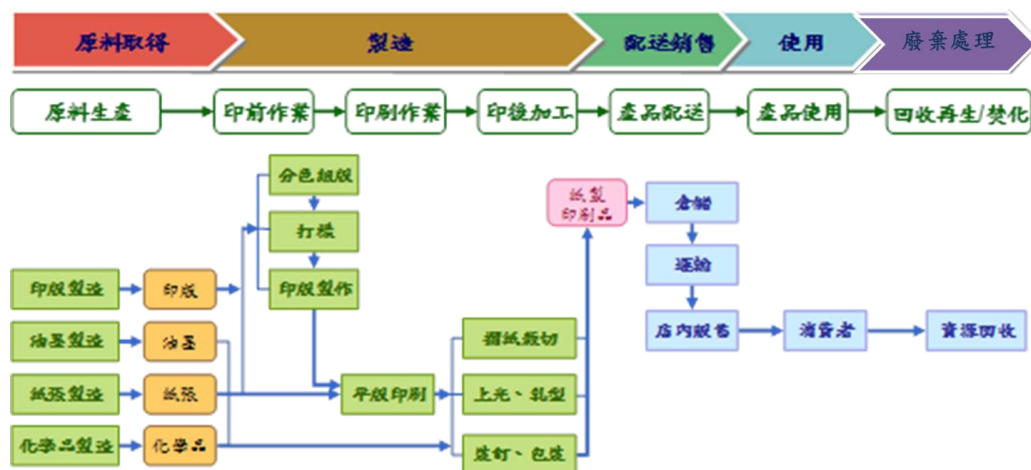 原料取得
製造
配送銷售
使用
廢棄處理
原料生產
印前作業
印刷作業
印後加工
產品配送
產品使用
回收再生/焚化
分色組版
打樣
印版製作
印版製造
印版
油墨製造
油墨
紙張製造
紙張
化學品製造
化學品
平版印刷
摺紙裁切
上光、軋型
裝訂、包裝
紙製
印刷品
倉儲
運輸
店內販售
消費者
資源回收